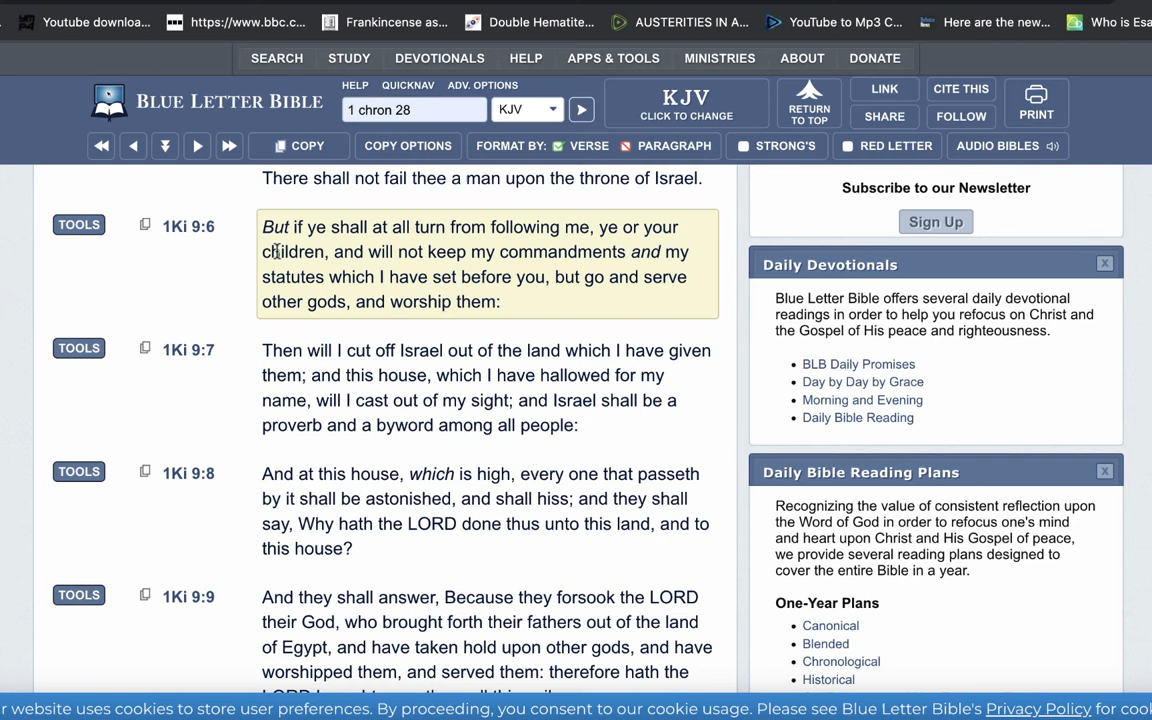 Youtube downloa... https://www.bbc.c... Frankincense as... Double Hematite... AUSTERITIES IN A... YouTube to Mp3 C... Here are the new... Who is Esa
SEARCH STUDY DEVOTIONALS HELP APPS & TOOLS MINISTRIES ABOUT DONATE
BLUE LETTER BIBLE
HELP QUICKNAV ADV. OPTIONS
1 chron 28 KJV
KJV
CLICK TO CHANGE
RETURN
TO TOP
LINK CITE THIS
SHARE FOLLOW
PRINT
COPY COPY OPTIONS FORMAT BY: VERSE PARAGRAPH STRONG'S RED LETTER AUDIO BIBLES
There shall not fail thee a man upon the throne of Israel.
TOOLS 1Ki 9:6 But if ye shall at all turn from following me, ye or your
children, and will not keep my commandments and my
statutes which I have set before you, but go and serve
other gods, and worship them:
TOOLS 1Ki 9:7 Then will I cut off Israel out of the land which I have given
them; and this house, which I have hallowed for my
name, will I cast out of my sight; and Israel shall be a
proverb and a byword among all people:
TOOLS 1Ki 9:8 And at this house, which is high, every one that passeth
by it shall be astonished, and shall hiss; and they shall
say, Why hath the LORD done thus unto this land, and to
this house?
TOOLS 1Ki 9:9 And they shall answer, Because they forsook the LORD
their God, who brought forth their fathers out of the land
of Egypt, and have taken hold upon other gods, and have
worshipped them, and served them: therefore hath the
Subscribe to our Newsletter
Sign Up
Daily Devotionals
Blue Letter Bible offers several daily devotional
readings in order to help you refocus on Christ and
the Gospel of His peace and righteousness.
BLB Daily Promises
Day by Day by Grace
Morning and Evening
Daily Bible Reading
Daily Bible Reading Plans
Recognizing the value of consistent reflection upon
the Word of God in order to refocus one's mind
and heart upon Christ and His Gospel of peace,
we provide several reading plans designed to
cover the entire Bible in a year.
One-Year Plans
Canonical
Blended
Chronological
Historical
r website uses cookies to store user preferences. By proceeding, you consent to our cookie usage. Please see Blue Letter Bible's Privacy Policy for cook